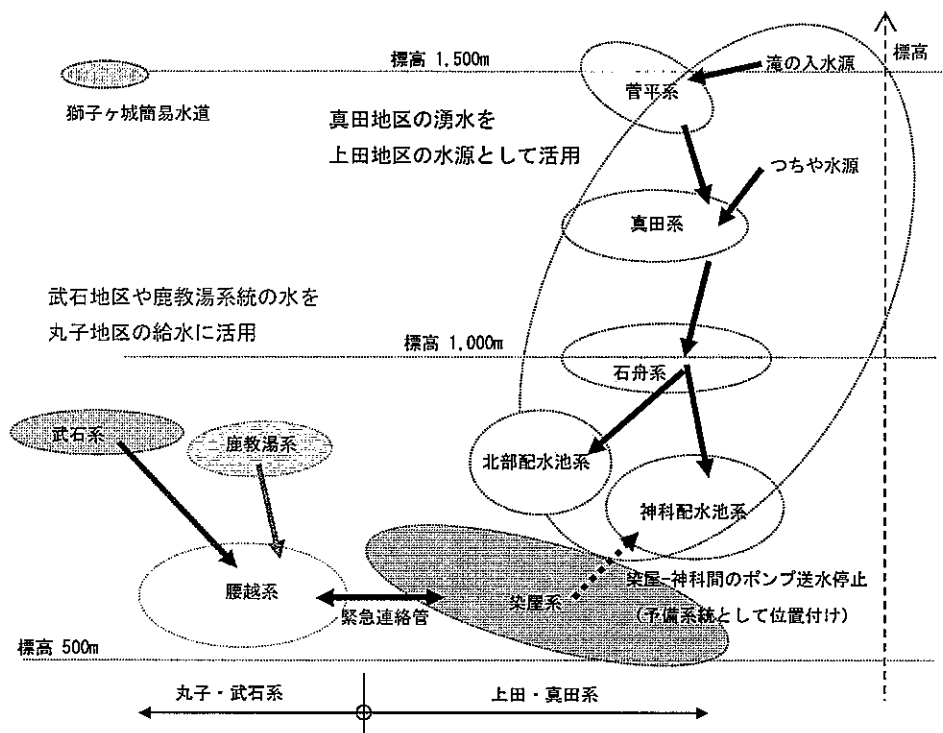 標高
標高 1,500m
滝の入水源
菅平系
獅子ヶ城簡易水道
真田地区の湧水を
上田地区の水源として活用
つちや水源
真田系
武石地区や鹿教湯系統の水を
丸子地区の給水に活用
標高 1,000m
石舟系
武石系
鹿教湯系
北部配水池系
神科配水池系
染屋-神科間のポンプ送水停止
(予備系統として位置付け)
腰越系
染屋系
緊急連絡管
標高 500m
丸子・武石系
上田・真田系